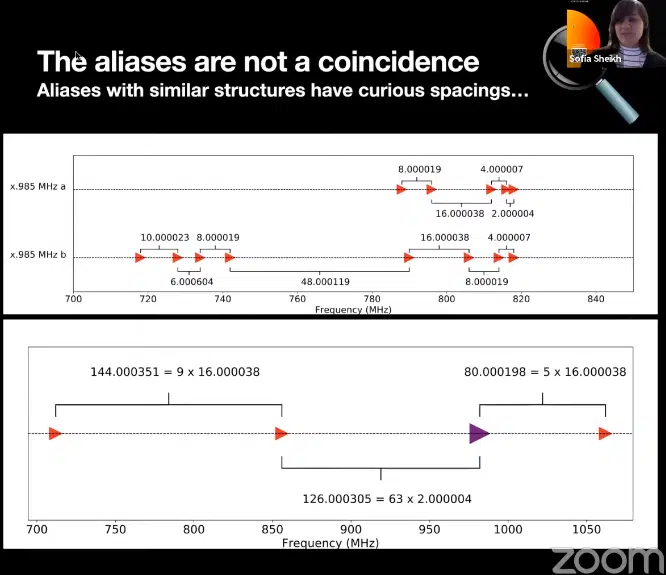 The aliases are not a coincidence
Sofia Sheikh
Aliases with similar structures have curious spacings…
8.000019 4.000007
x.985 MHz a
16.000038 2.000004
10.000023 8.000019 16.000038 4.000007
x.985 MHz b
6.000604 48.000119 8.000019
700 720 740 760 780 800 820 840
Frequency (MHz)
144.000351 = 9 x 16.000038 80.000198 = 5 x 16.000038
126.000305 = 63 x 2.000004
700 750 800 850 900 950 1000 1050
Frequency (MHz)
zoom